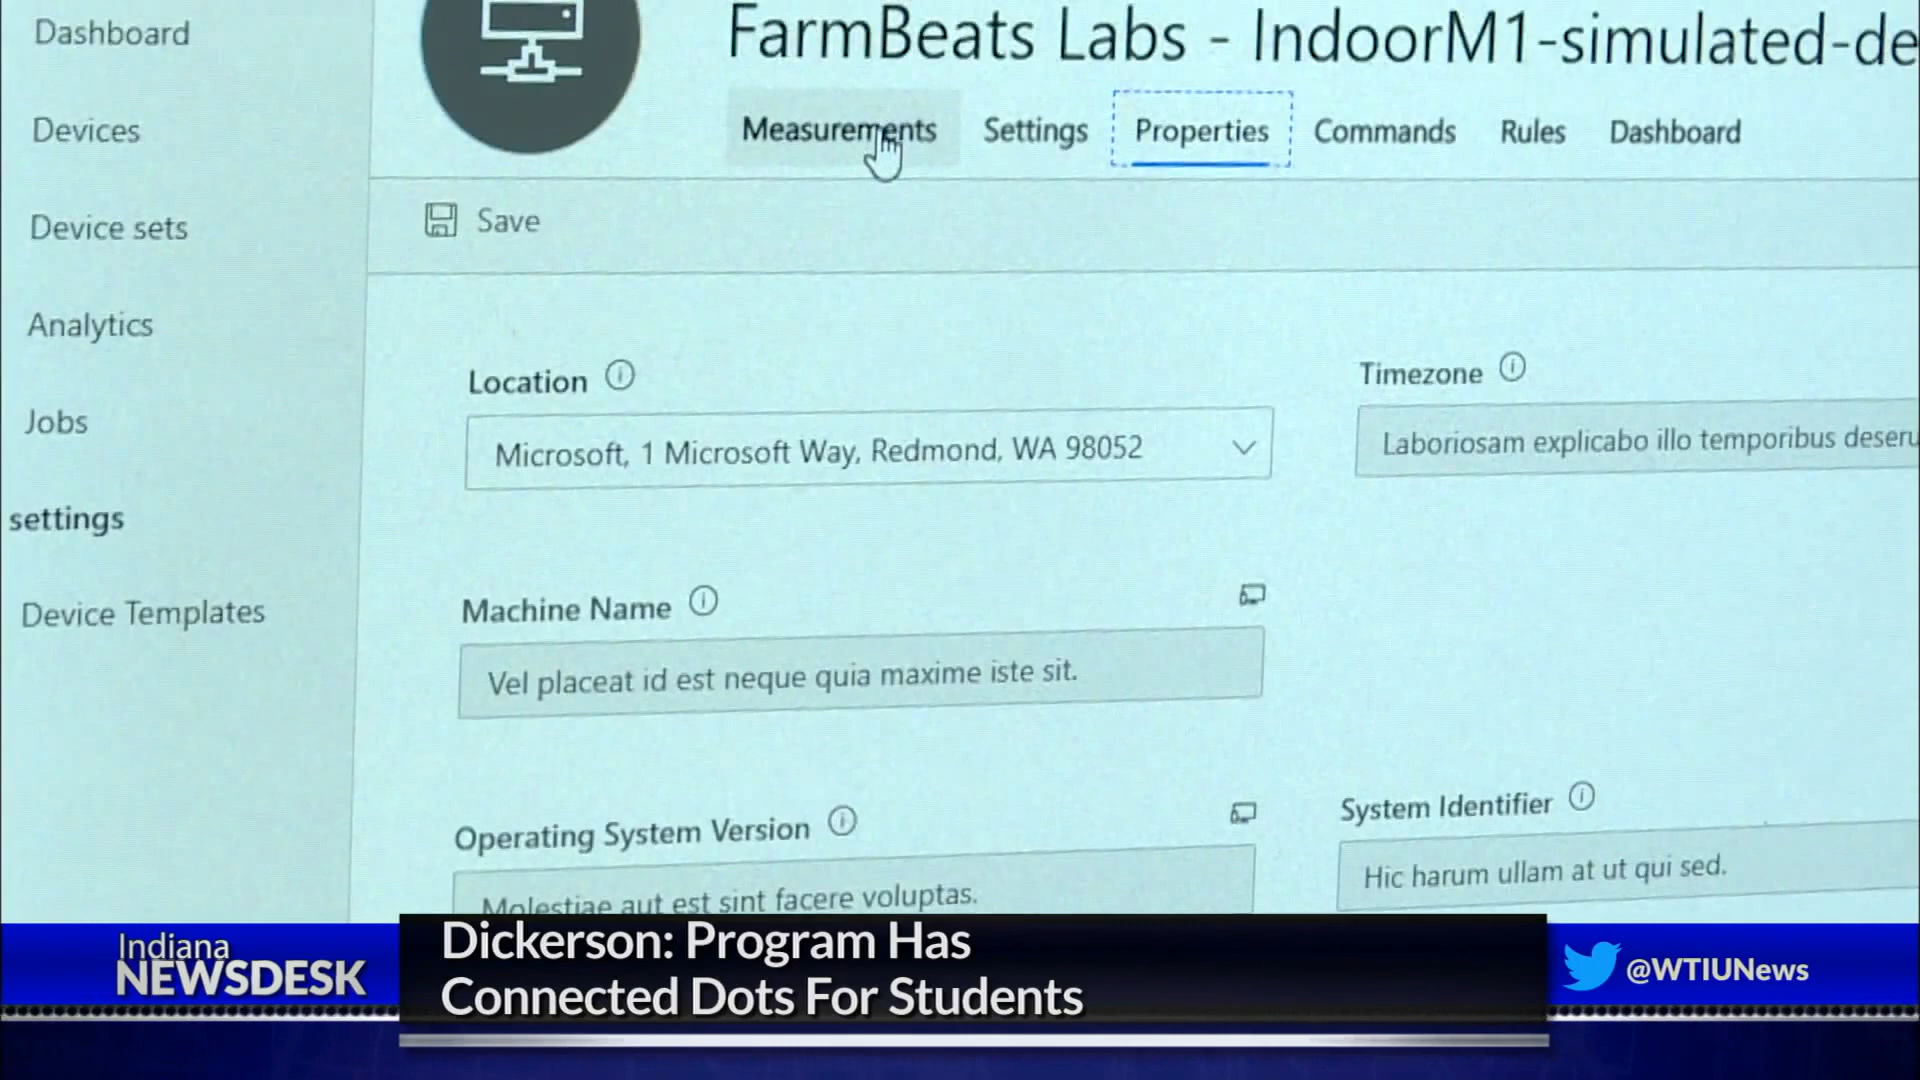 Dashboard
Devices
Device sets
Analytics
Jobs
settings
Device Templates
FarmBeats Labs - IndoorM1-simulated-de
Measurements Settings Properties Commands Rules Dashboard
Save
Location
Microsoft, 1 Microsoft Way, Redmond, WA 98052
Timezone
Laboriosam explicabo illo temporibus deseru
Machine Name
Vel placeat id est neque quia maxime iste sit.
Operating System Version
Molestiae aut est sint facere voluptas.
System Identifier
Hic harum ullam at ut qui sed.
Indiana
NEWSDESK
Dickerson: Program Has
Connected Dots For Students
@WTIUNews